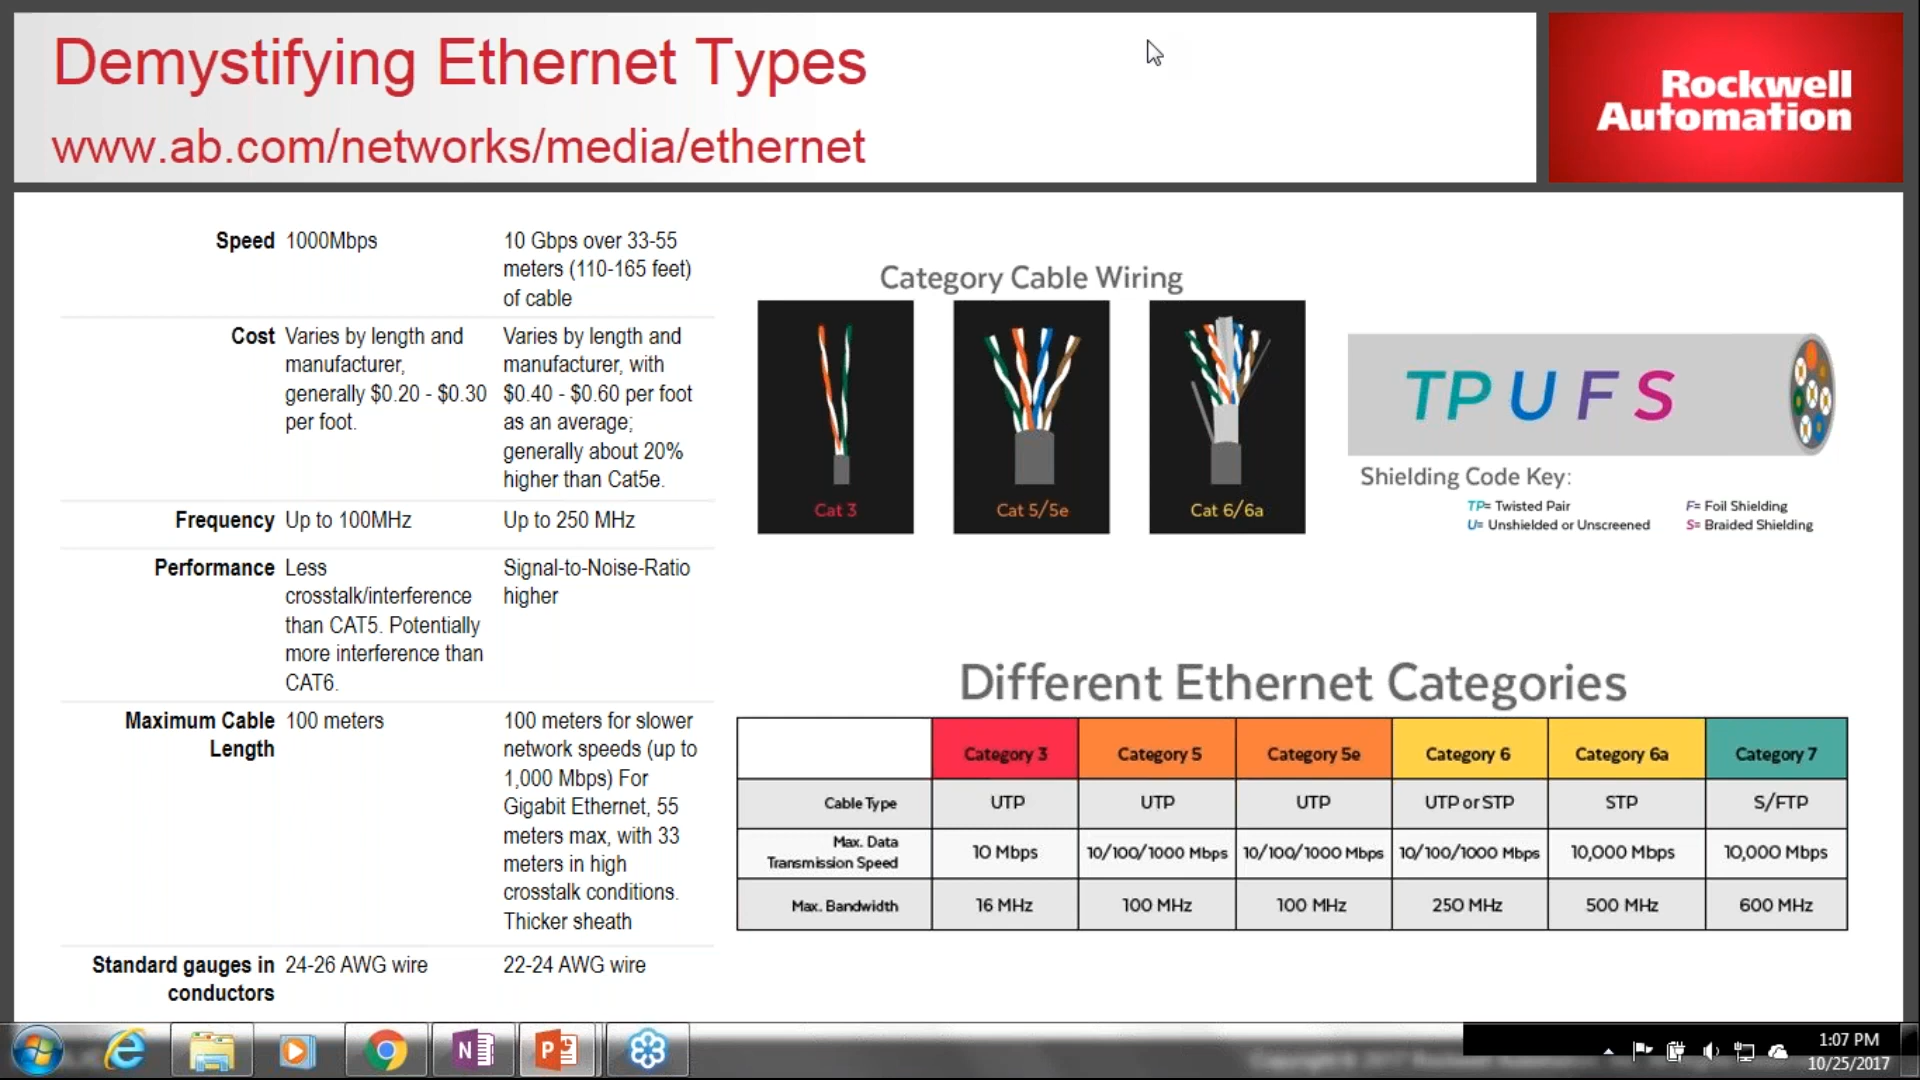 Demystifying Ethernet Types
www.ab.com/networks/media/ethernet
Rockwell
Automation
Speed 1000Mbps 10 Gbps over 33-55
meters (110-165 feet)
of cable
Cost Varies by length and Varies by length and
manufacturer, manufacturer, with
generally $0.20 - $0.30 $0.40 - $0.60 per foot
per foot. as an average;
generally about 20%
higher than Cat5e.
Frequency Up to 100MHz Up to 250 MHz
Performance Less Signal-to-Noise-Ratio
crosstalk/interference higher
than CAT5. Potentially
more interference than
CAT6.
Maximum Cable 100 meters 100 meters for slower
Length network speeds (up to
1,000 Mbps) For
Gigabit Ethernet, 55
meters max, with 33
meters in high
crosstalk conditions.
Thicker sheath
Standard gauges in 24-26 AWG wire 22-24 AWG wire
conductors
Category Cable Wiring
Cat 3 Cat 5/5e Cat 6/6a
TP U F S
Shielding Code Key:
TP= Twisted Pair F= Foil Shielding
U= Unshielded or Unscreened S= Braided Shielding
Different Ethernet Categories
Category 3 Category 5 Category 5e Category 6 Category 6a Category 7
Cable Type UTP UTP UTP UTP or STP STP S/FTP
Max. Data
Transmission Speed 10 Mbps 10/100/1000 Mbps 10/100/1000 Mbps 10/100/1000 Mbps 10,000 Mbps 10,000 Mbps
Max. Bandwidth 16 MHz 100 MHz 100 MHz 250 MHz 500 MHz 600 MHz
1:07 PM
10/25/2017